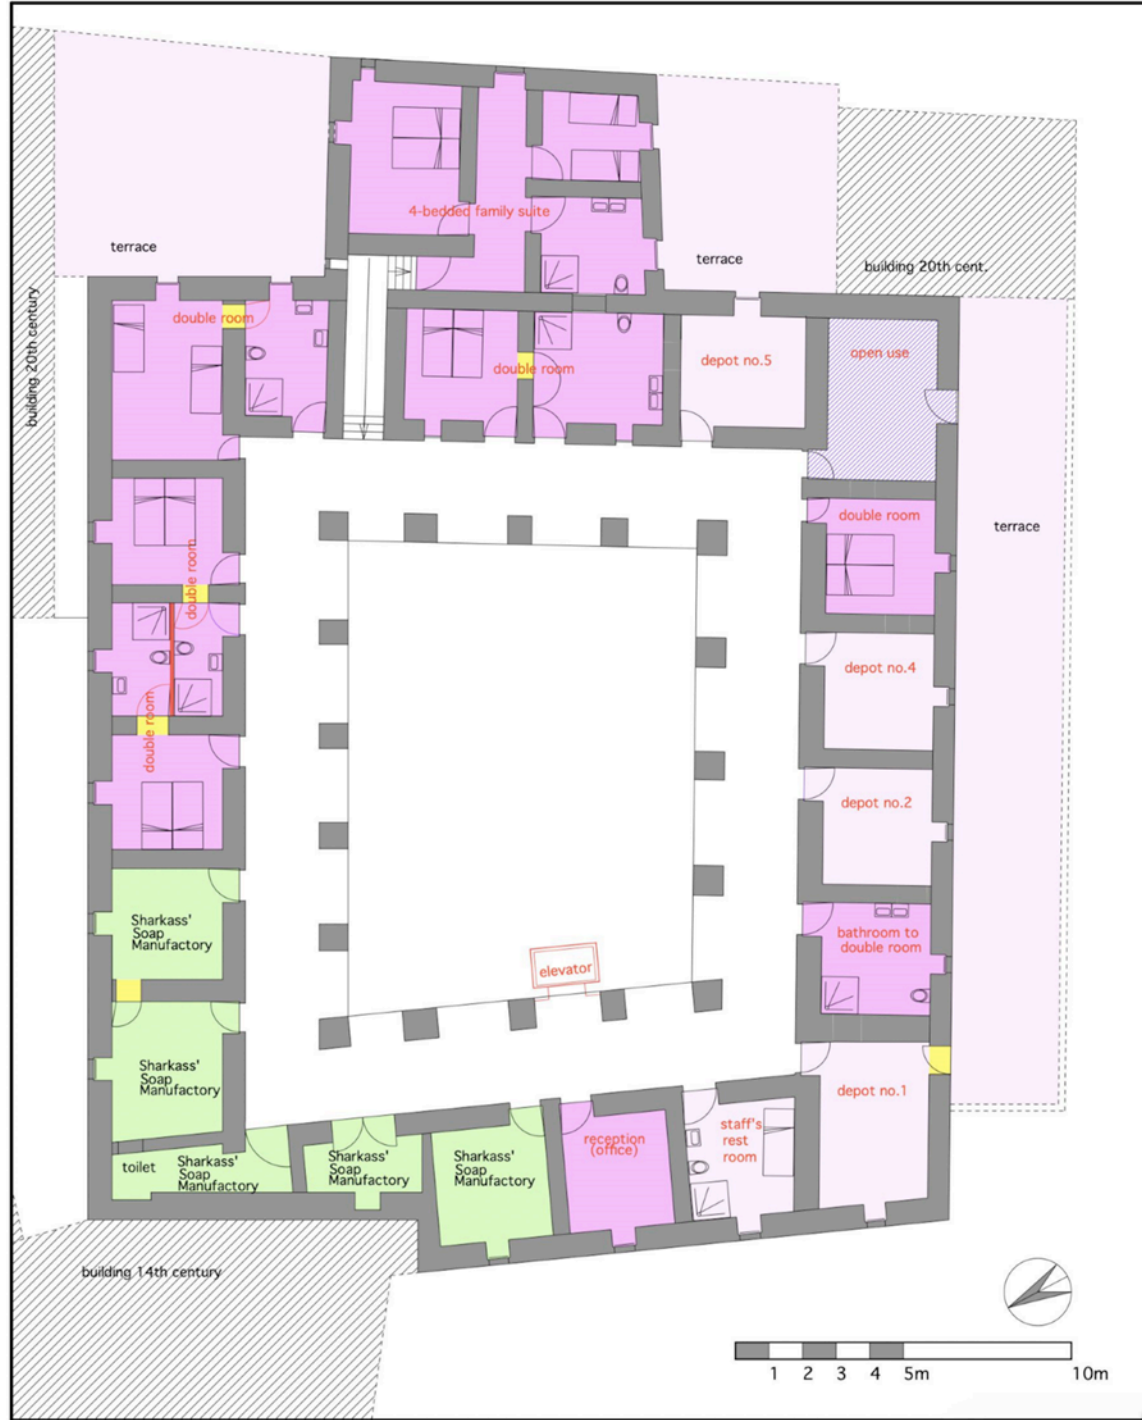 4-bedded family suite
terrace
terrace
building 20th cent.
building 20th century
double room
double room
depot no.5
open use
double room
terrace
double room
depot no.4
double room
depot no.2
Sharkass'
Soap
Manufactory
bathroom to
double room
elevator
Sharkass'
Soap
Manufactory
depot no.1
reception
(office)
staff's
rest
room
toilet
Sharkass'
Soap
Manufactory
Sharkass'
Soap
Manufactory
Sharkass'
Soap
Manufactory
building 14th century
1 2 3 4 5m 10m